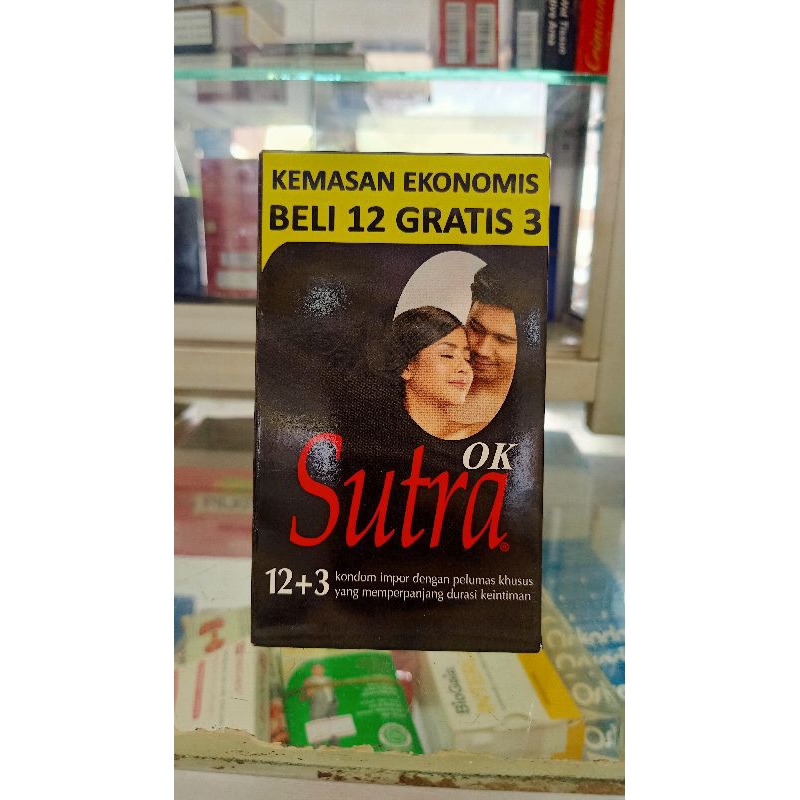 KEMASAN EKONOMIS
BELI 12 GRATIS 3
OK
Sutra®
12+3 kondom impor dengan pelumas khusus
yang memperpanjang durasi keintiman
BioGaia